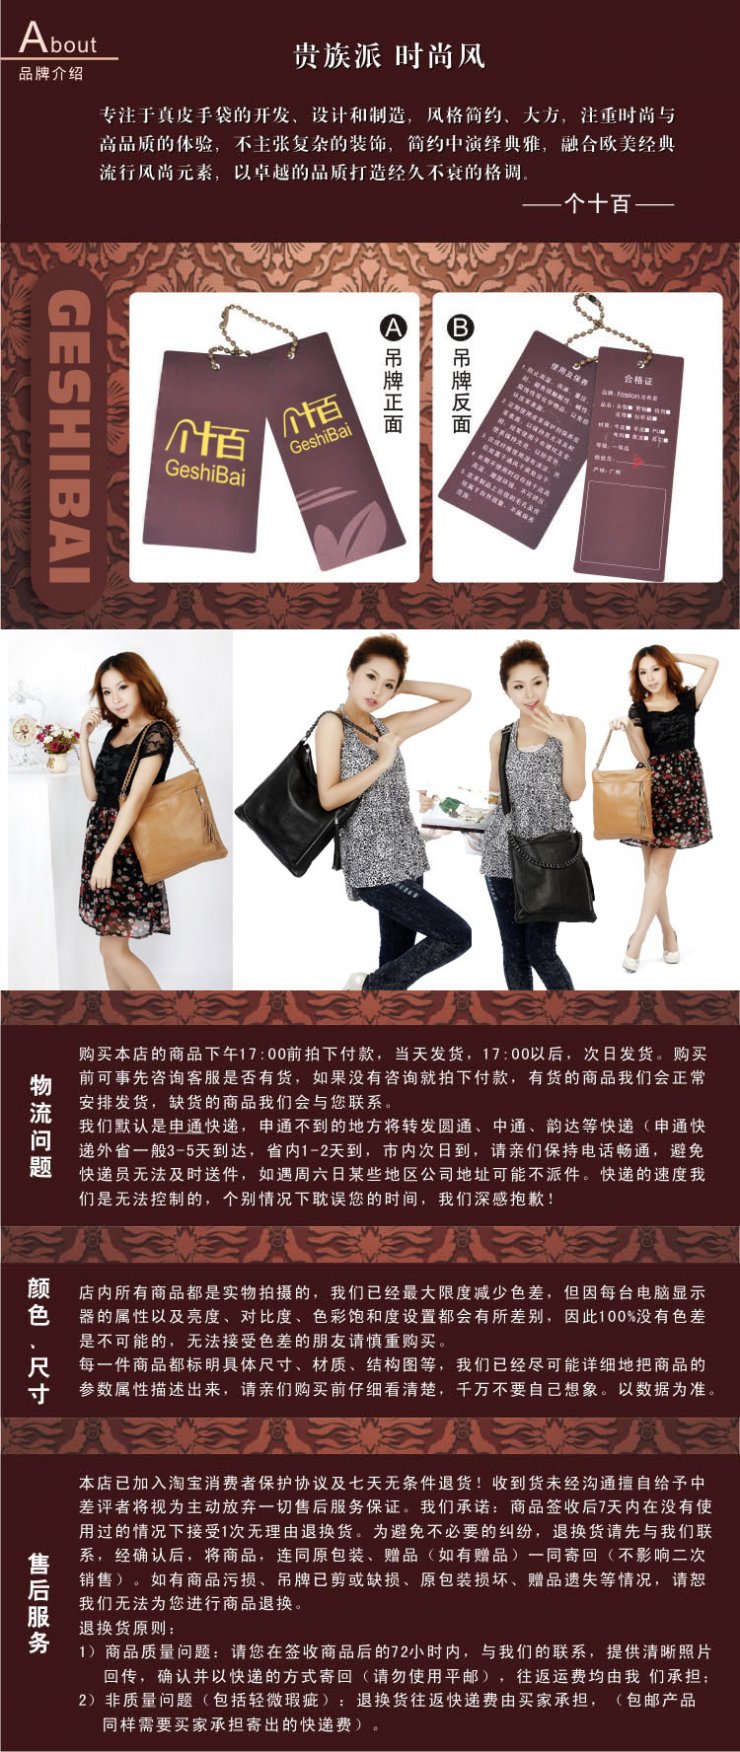 About
品牌介绍
贵族派 时尚风
专注于真皮手袋的开发、设计和制造，风格简约、大方，注重时尚与
高品质的体验，不主张复杂的装饰，简约中演绎典雅，融合欧美经典
流行风尚元素，以卓越的品质打造经久不衰的格调。
——个十百——
GESHIBAI
个十百
GeshiBai
个十百
GeshiBai
A
吊牌正面
B
吊牌反面
使用及保养
合格证
物流问题
购买本店的商品下午17:00前拍下付款，当天发货，17:00以后，次日发货。购买
前可事先咨询客服是否有货，如果没有咨询就拍下付款，有货的商品我们会正常
安排发货，缺货的商品我们会与您联系。
我们默认是申通快递，申通不到的地方将转发圆通、中通、韵达等快递（申通快
递外省一般3-5天到达，省内1-2天到，市内次日到，请亲们保持电话畅通，避免
快递员无法及时送件，如遇周六日某些地区公司地址可能不派件。快递的速度我
们是无法控制的，个别情况下耽误您的时间，我们深感抱歉！
颜色、尺寸
店内所有商品都是实物拍摄的，我们已经最大限度减少色差，但因每台电脑显示
器的属性以及亮度、对比度、色彩饱和度设置都会有所差别，因此100%没有色差
是不可能的，无法接受色差的朋友请慎重购买。
每一件商品都标明具体尺寸、材质、结构图等，我们已经尽可能详细地把商品的
参数属性描述出来，请亲们购买前仔细看清楚，千万不要自己想象。以数据为准。
售后服务
本店已加入淘宝消费者保护协议及七天无条件退货！收到货未经沟通擅自给予中
差评者将视为主动放弃一切售后服务保证。我们承诺：商品签收后7天内在没有使
用过的情况下接受1次无理由退换货。为避免不必要的纠纷，退换货请先与我们联
系，经确认后，将商品，连同原包装、赠品（如有赠品）一同寄回（不影响二次
销售）。如有商品污损、吊牌已剪或缺损、原包装损坏、赠品遗失等情况，请恕
我们无法为您进行商品退换。
退换货原则：
1）商品质量问题：请您在签收商品后的72小时内，与我们的联系，提供清晰照片
回传，确认并以快递的方式寄回（请勿使用平邮），往返运费均由我 们承担；
2）非质量问题（包括轻微瑕疵）：退换货往返快递费由买家承担，（包邮产品
同样需要买家承担寄出的快递费）。